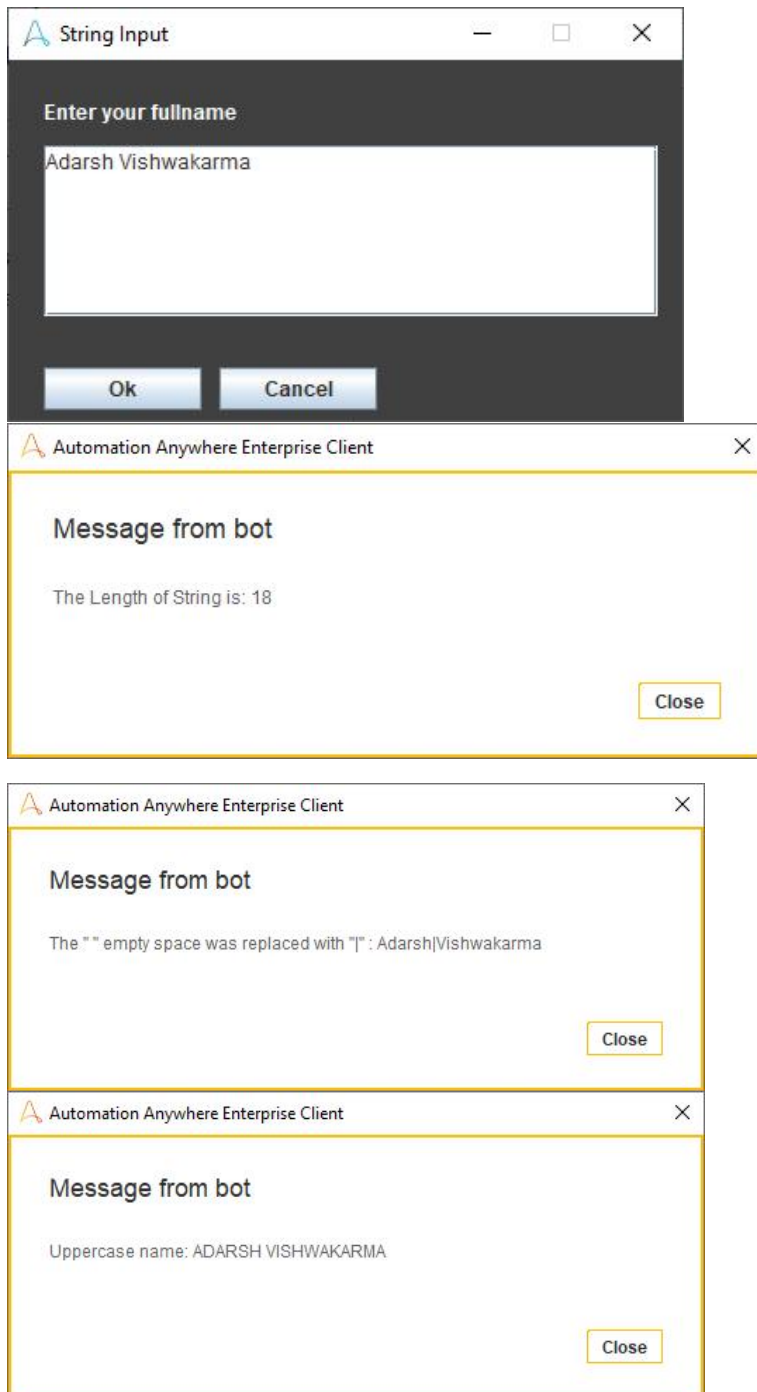 String Input
Enter your fullname
Adarsh Vishwakarma
Ok Cancel
Automation Anywhere Enterprise Client
Message from bot
The Length of String is: 18
Close
Automation Anywhere Enterprise Client
Message from bot
The " " empty space was replaced with "|" : Adarsh|Vishwakarma
Close
Automation Anywhere Enterprise Client
Message from bot
Uppercase name: ADARSH VISHWAKARMA
Close